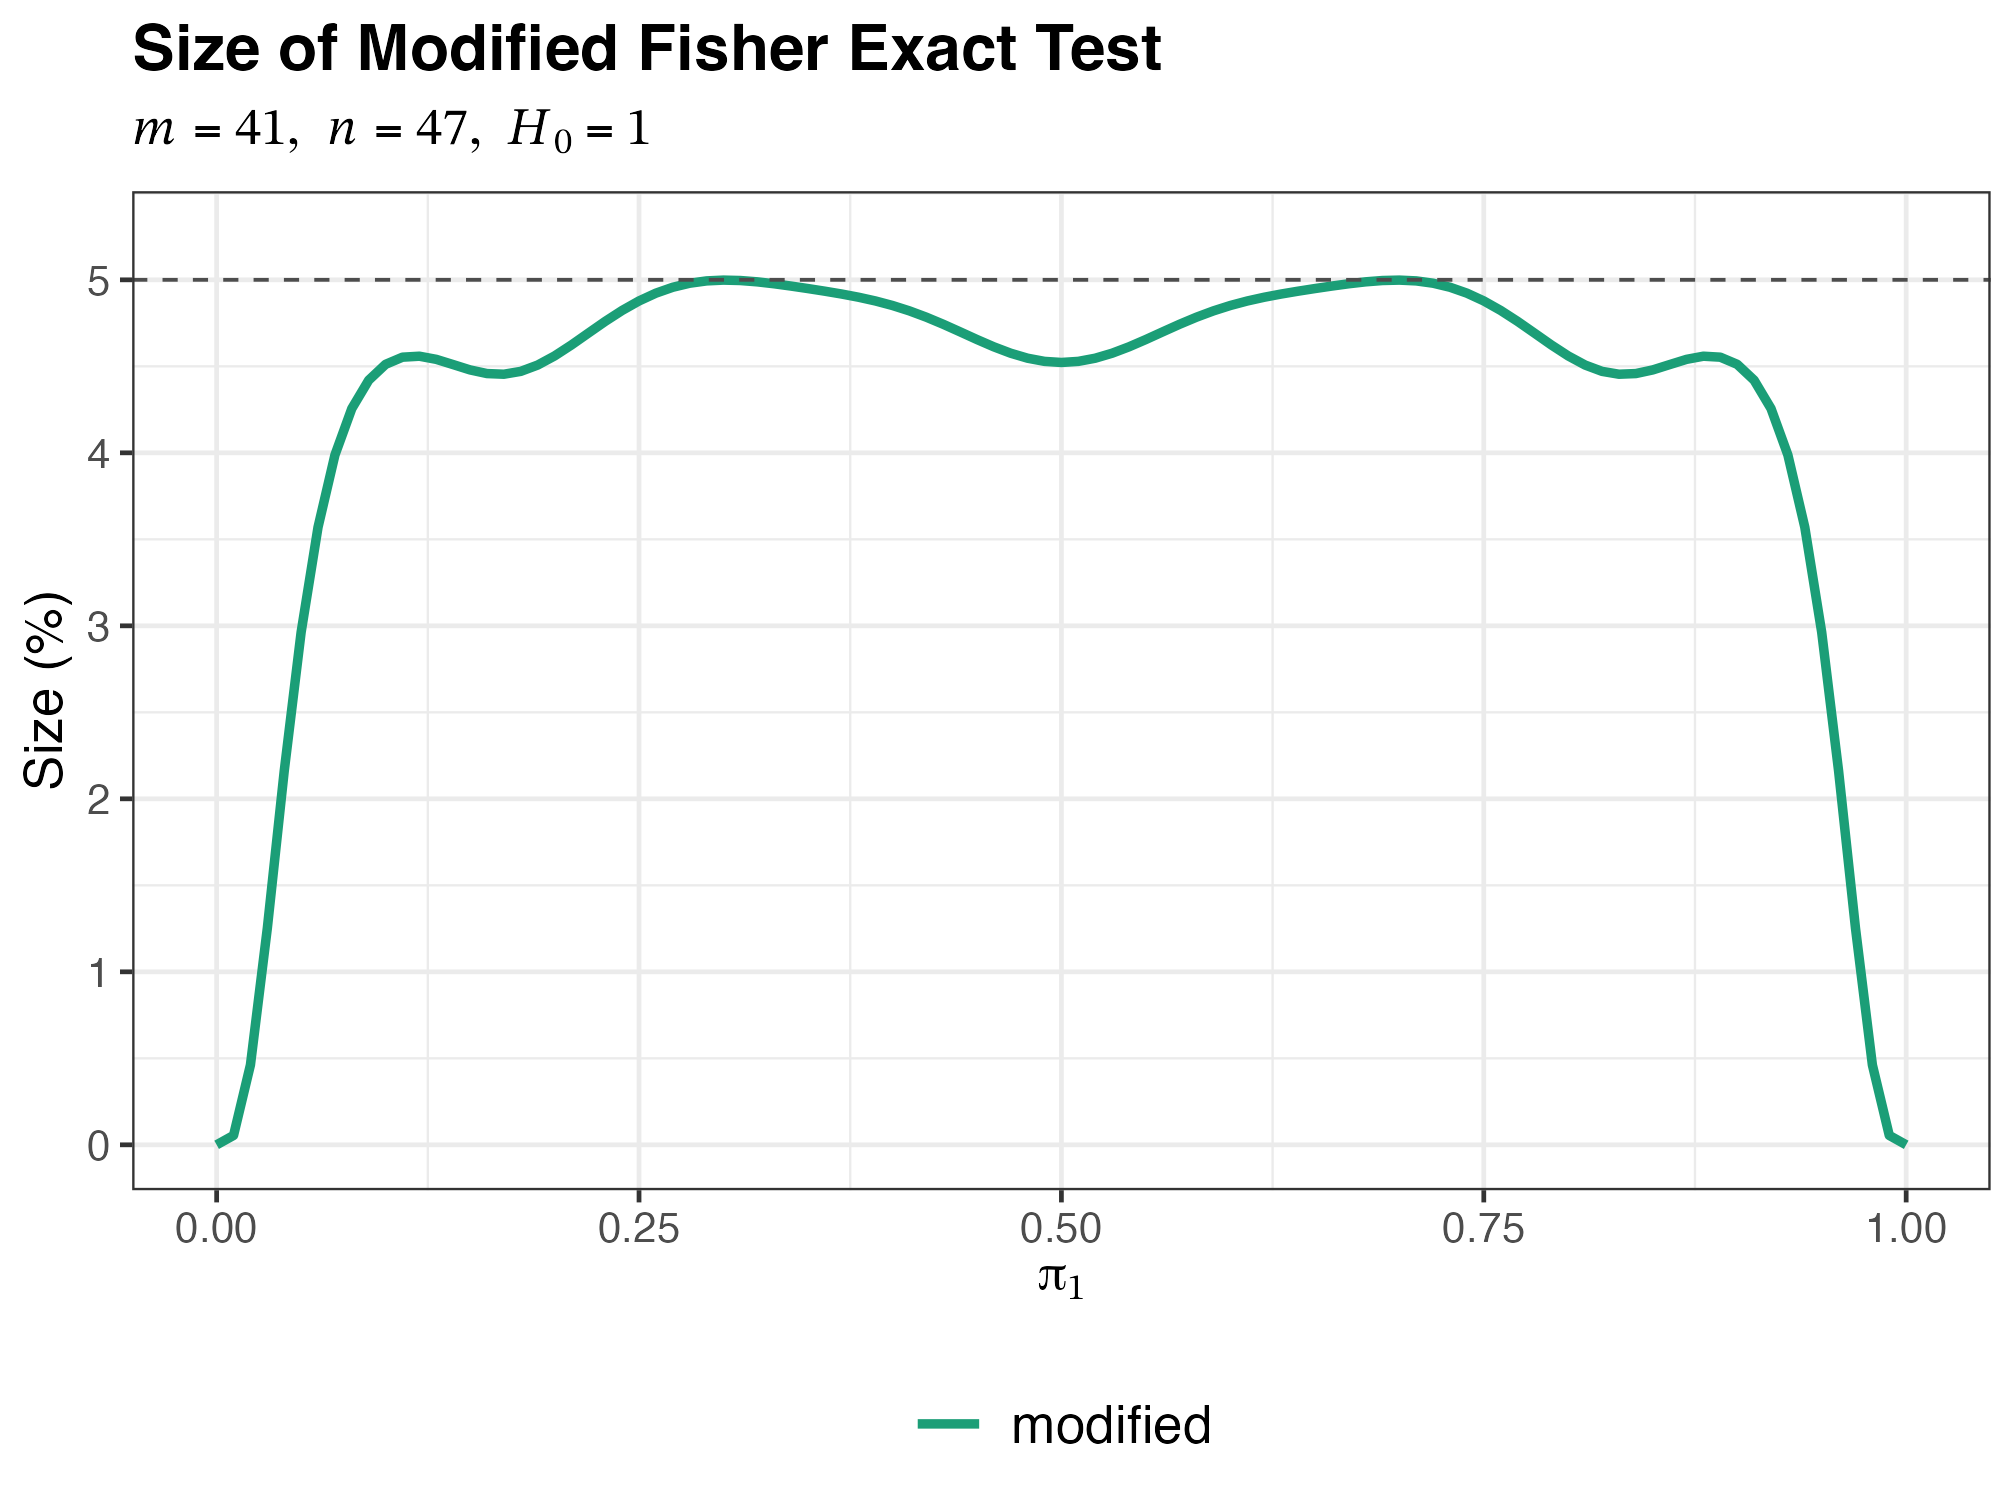 Size of Modified Fisher Exact Test
m = 41, n = 47, H₀ = 1
Size (%)
5
4
3
2
1
0
0.00 0.25 0.50 0.75 1.00
π₁
modified